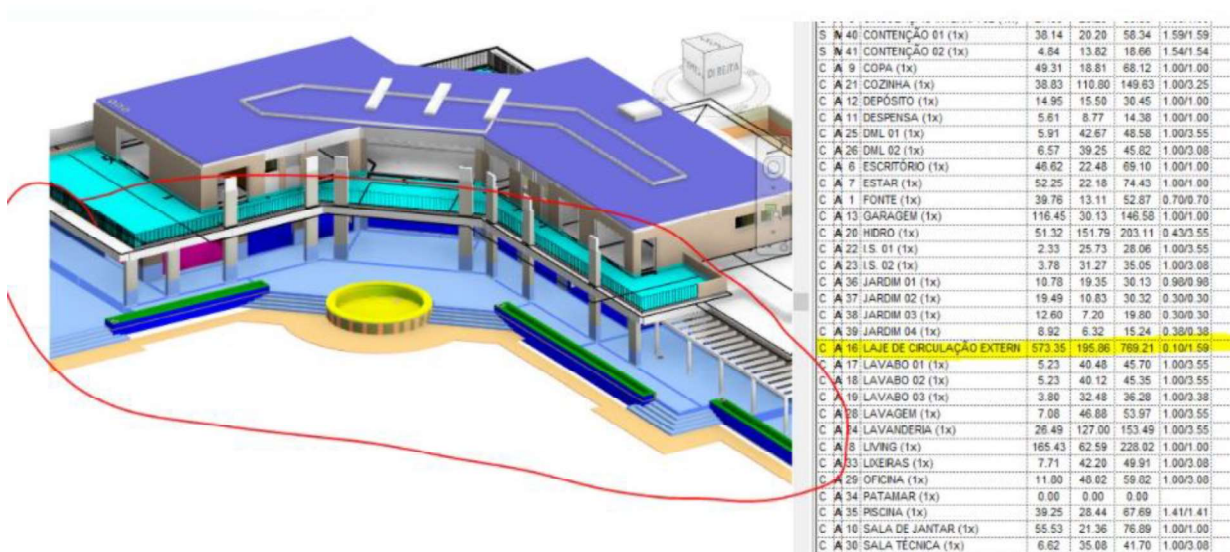 DIREITA
S M 40 CONTENÇÃO 01 (1x) 38.14 20.20 58.34 1.59/1.59
S M 41 CONTENÇÃO 02 (1x) 4.84 13.82 18.66 1.54/1.54
C A 9 COPA (1x) 49.31 18.81 68.12 1.00/1.00
C A 21 COZINHA (1x) 38.83 110.80 149.63 1.00/3.25
C A 12 DEPÓSITO (1x) 14.95 15.50 30.45 1.00/1.00
C A 11 DESPENSA (1x) 5.61 8.77 14.38 1.00/1.00
C A 25 DML 01 (1x) 5.91 42.67 48.58 1.00/3.55
C A 26 DML 02 (1x) 6.57 39.25 45.82 1.00/3.08
C A 6 ESCRITÓRIO (1x) 46.62 22.48 69.10 1.00/1.00
C A 7 ESTAR (1x) 52.25 22.18 74.43 1.00/1.00
C A 1 FONTE (1x) 39.76 13.11 52.87 0.70/0.70
C A 13 GARAGEM (1x) 116.45 30.13 146.58 1.00/1.00
C A 20 HIDRO (1x) 51.32 151.79 203.11 0.43/3.55
C A 22 I.S. 01 (1x) 2.33 25.73 28.06 1.00/3.55
C A 23 I.S. 02 (1x) 3.78 31.27 35.05 1.00/3.08
C A 36 JARDIM 01 (1x) 10.78 19.35 30.13 0.98/0.98
C A 37 JARDIM 02 (1x) 19.49 10.83 30.32 0.30/0.30
C A 38 JARDIM 03 (1x) 12.60 7.20 19.80 0.30/0.30
C A 39 JARDIM 04 (1x) 8.92 6.32 15.24 0.38/0.38
C A 16 LAJE DE CIRCULAÇÃO EXTERN 573.35 195.86 769.21 0.10/1.59
C A 17 LAVABO 01 (1x) 5.23 40.48 45.70 1.00/3.55
C A 18 LAVABO 02 (1x) 5.23 40.12 45.35 1.00/3.55
C A 19 LAVABO 03 (1x) 3.80 32.48 36.28 1.00/3.38
C A 28 LAVAGEM (1x) 7.08 46.88 53.97 1.00/3.55
C A 24 LAVANDERIA (1x) 26.49 127.00 153.49 1.00/3.55
C A 8 LIVING (1x) 165.43 62.59 228.02 1.00/1.00
C A 33 LIXEIRAS (1x) 7.71 42.20 49.91 1.00/3.08
C A 29 OFICINA (1x) 11.80 48.02 59.82 1.00/3.08
C A 34 PATAMAR (1x) 0.00 0.00 0.00
C A 35 PISCINA (1x) 39.25 28.44 67.69 1.41/1.41
C A 10 SALA DE JANTAR (1x) 55.53 21.36 76.89 1.00/1.00
C A 30 SALA TÉCNICA (1x) 6.62 35.08 41.70 1.00/3.08